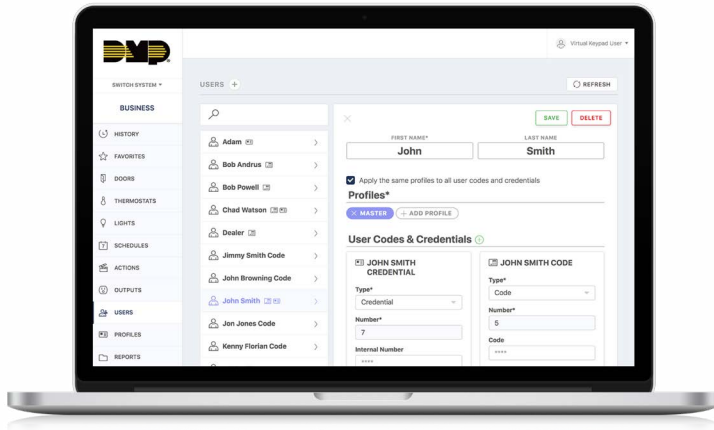 DMP
Virtual Keypad User
SWITCH SYSTEM
BUSINESS
HISTORY
FAVORITES
DOORS
THERMOSTATS
LIGHTS
SCHEDULES
ACTIONS
OUTPUTS
USERS
PROFILES
REPORTS
USERS +
REFRESH
Adam
Bob Andrus
Bob Powell
Chad Watson
Dealer
Jimmy Smith Code
John Browning Code
John Smith
Jon Jones Code
Kenny Florian Code
SAVE DELETE
FIRST NAME* LAST NAME
John Smith
Apply the same profiles to all user codes and credentials
Profiles*
× MASTER + ADD PROFILE
User Codes & Credentials
JOHN SMITH
CREDENTIAL
Type*
Credential
Number*
7
Internal Number
****
JOHN SMITH CODE
Type*
Code
Number*
5
Code
****